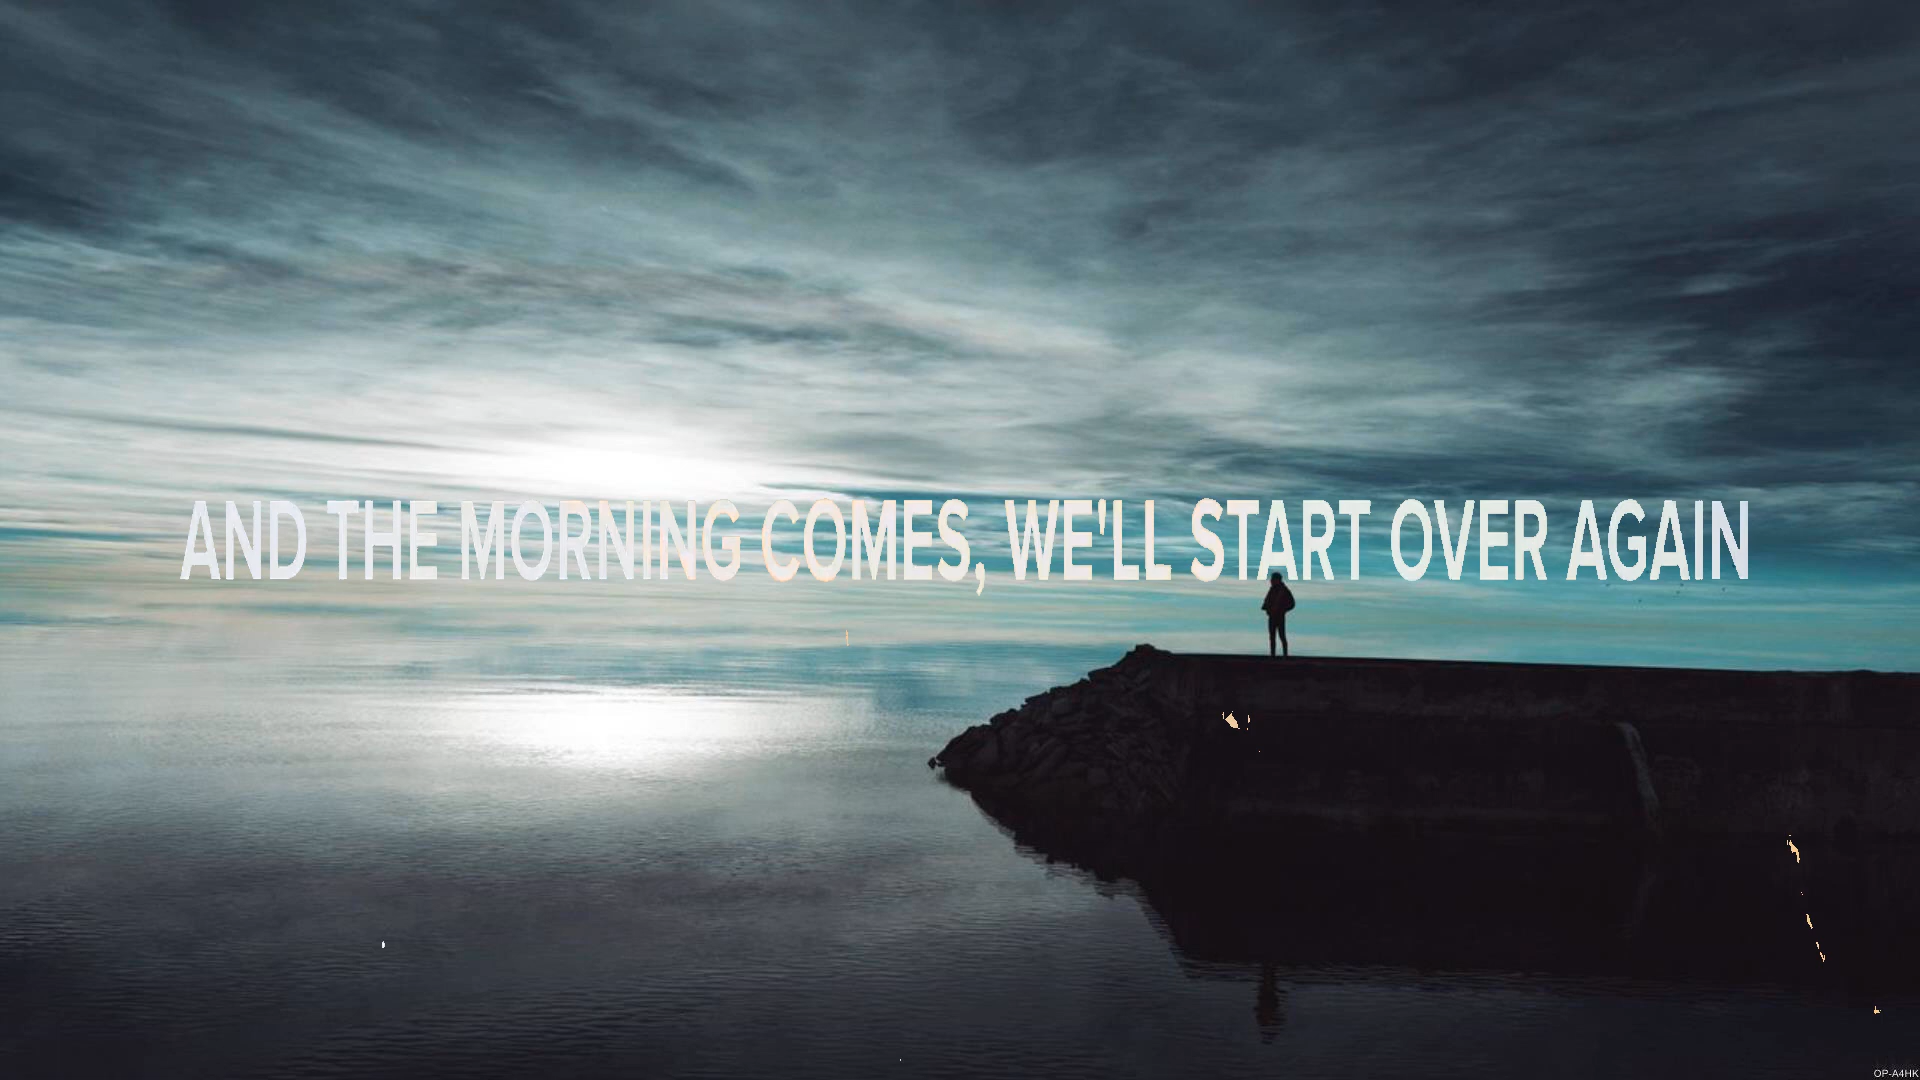 AND THE MORNING COMES, WE'LL START OVER AGAIN
OP-A4HK